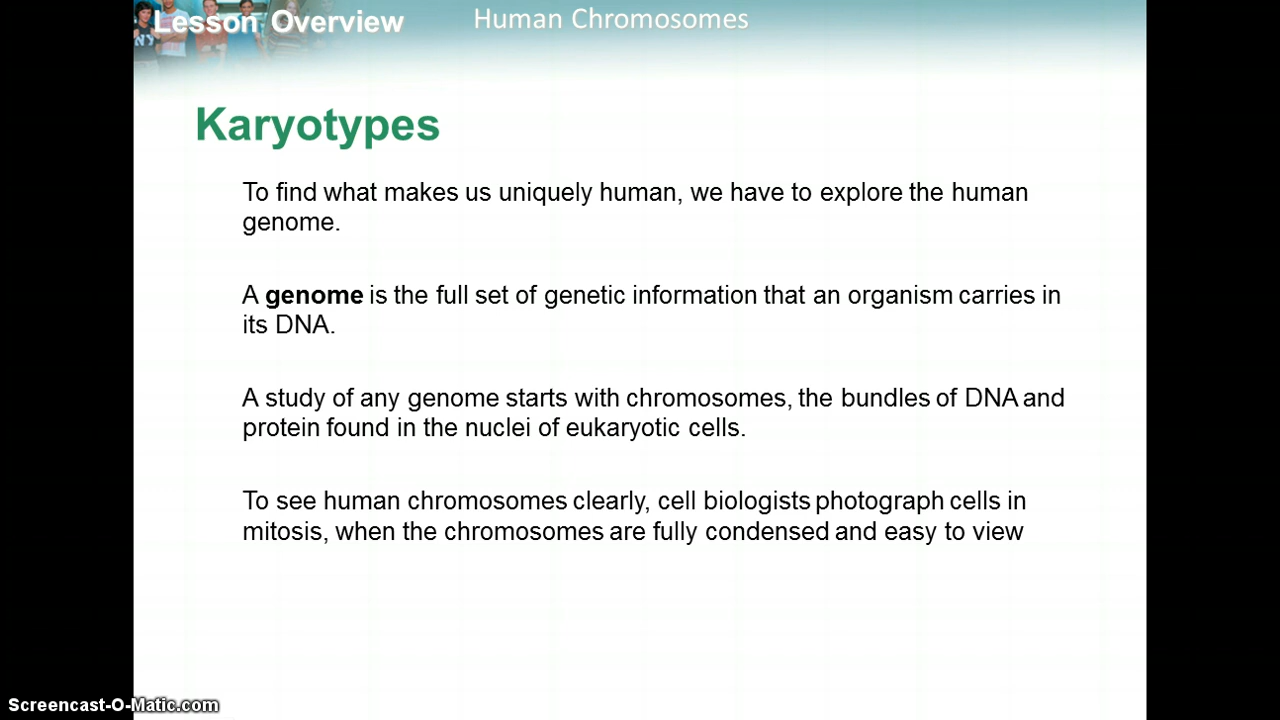 Lesson Overview
Human Chromosomes
Karyotypes
To find what makes us uniquely human, we have to explore the human
genome.
A genome is the full set of genetic information that an organism carries in
its DNA.
A study of any genome starts with chromosomes, the bundles of DNA and
protein found in the nuclei of eukaryotic cells.
To see human chromosomes clearly, cell biologists photograph cells in
mitosis, when the chromosomes are fully condensed and easy to view
Screencast-O-Matic.com